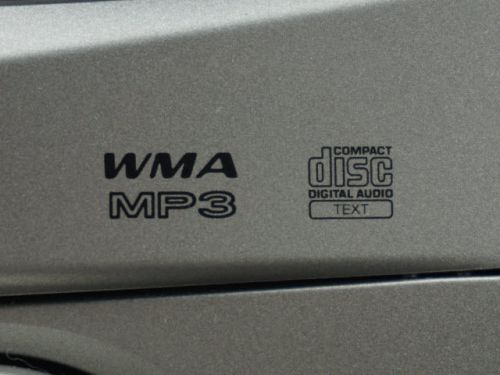 WMA
MP3
COMPACT
disc
DIGITAL AUDIO
TEXT